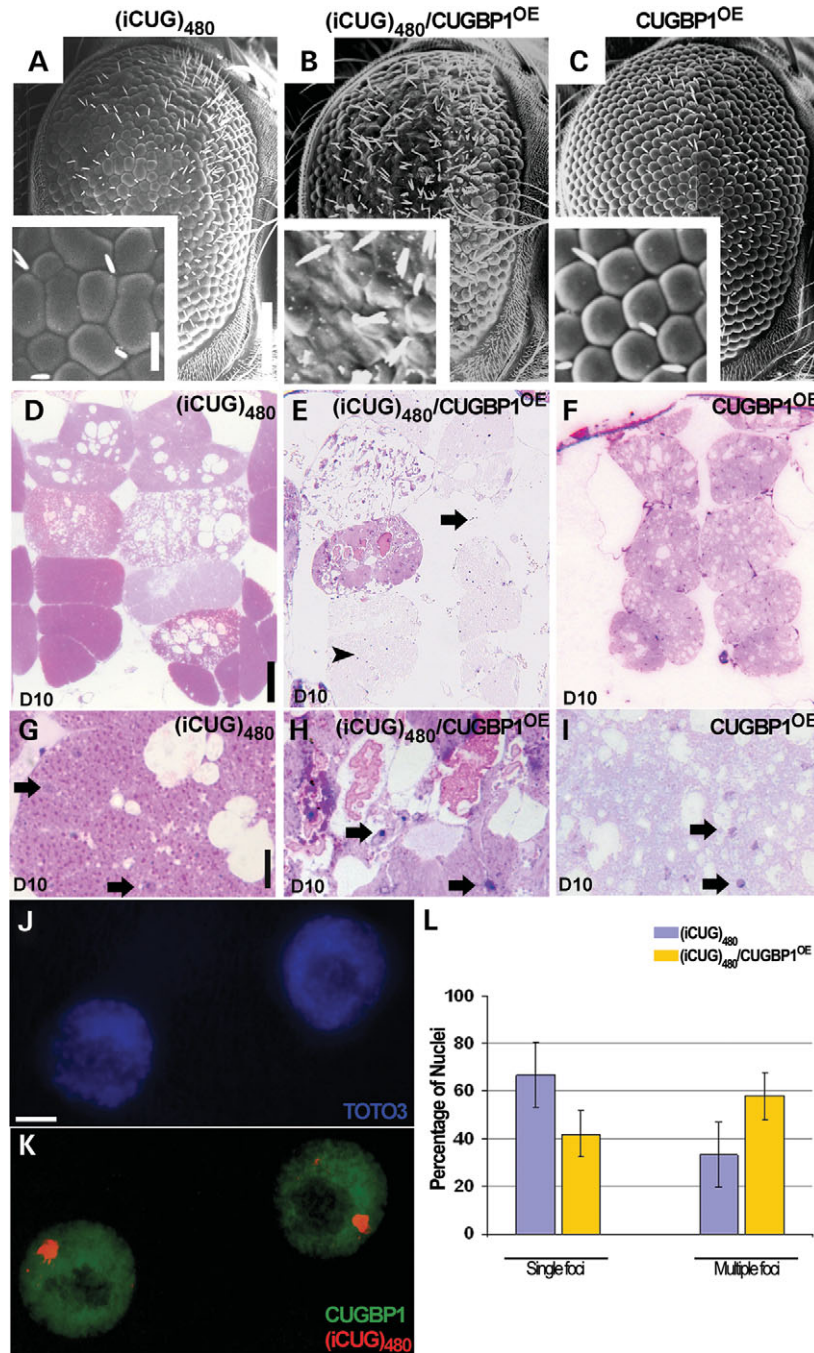 (iCUG)480
(iCUG)480/CUGBP1OE
CUGBP1OE
A
B
C
D
(iCUG)480
D10
E
(iCUG)480/CUGBP1OE
D10
F
CUGBP1OE
D10
G
(iCUG)480
D10
H
(iCUG)480/CUGBP1OE
D10
I
CUGBP1OE
D10
J
TOTO3
K
CUGBP1
(iCUG)480
L
(iCUG)480
(iCUG)480/CUGBP1OE
Percentage of Nuclei
100
80
60
40
20
0
Single foci
Multiple foci